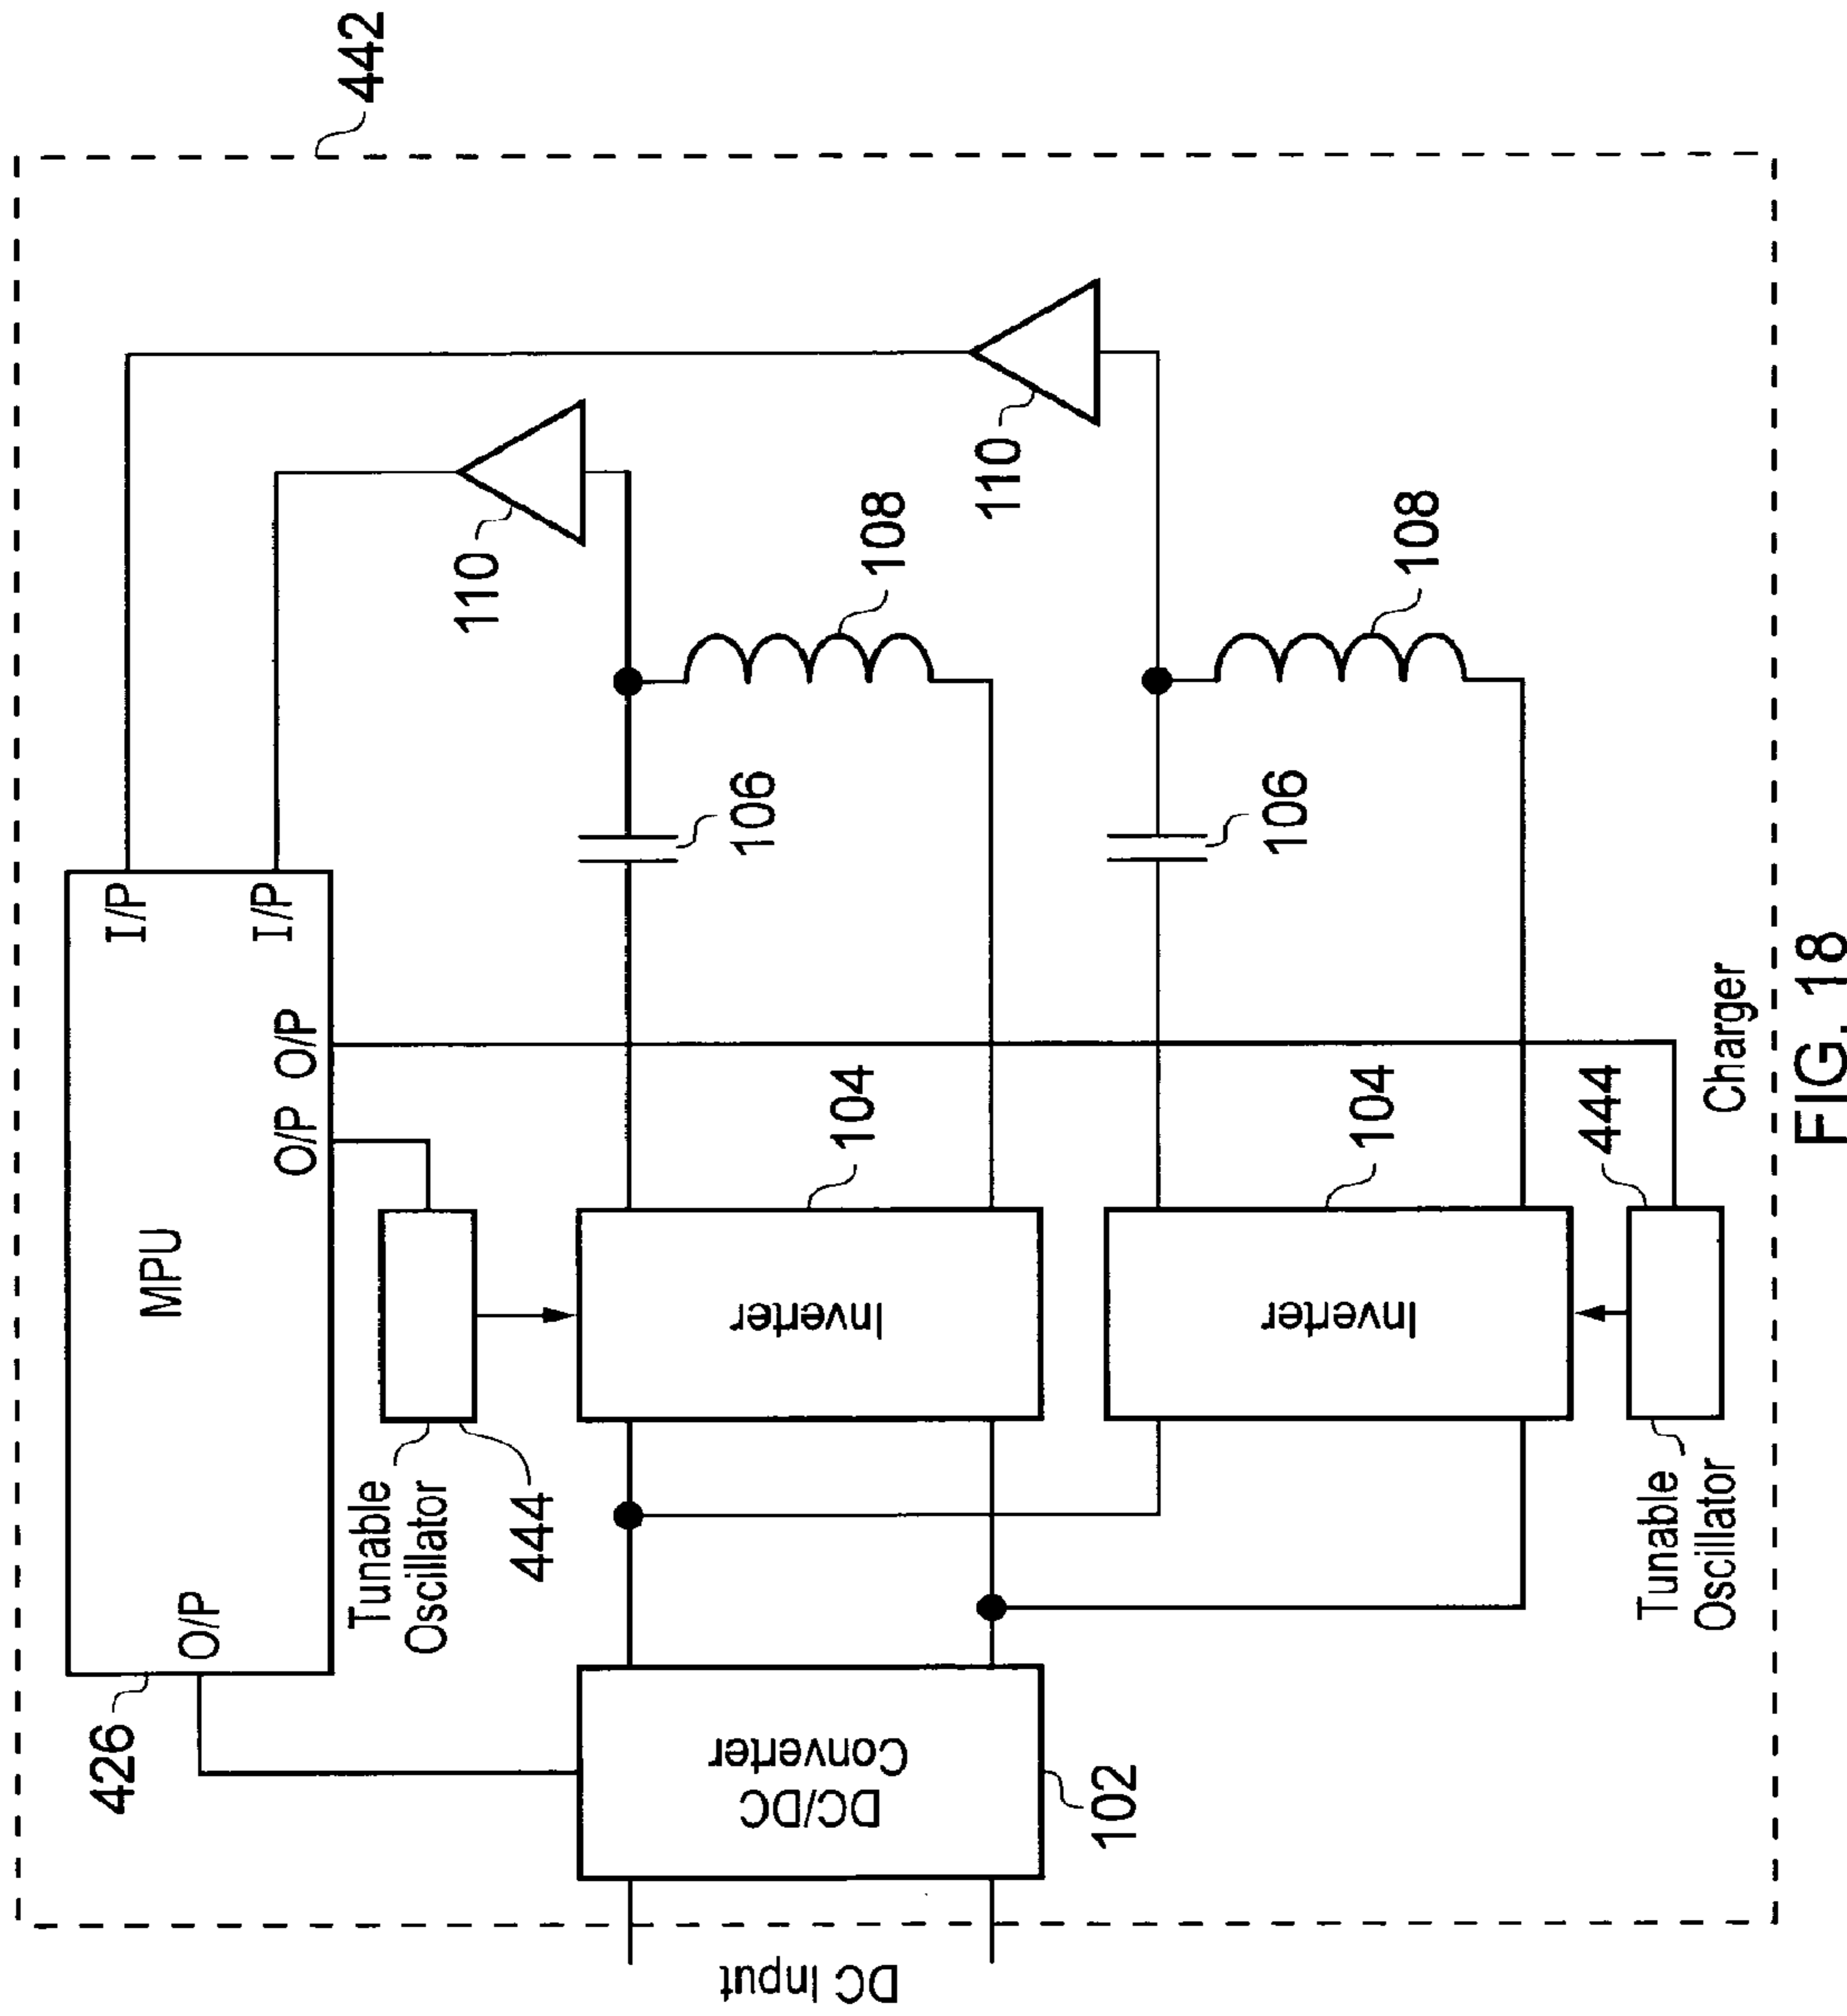 442
426
MPU
I/P
I/P
O/P
O/P O/P
Tunable
Oscillator
444
110
110
108
108
106
106
104
104
444
Inverter
Inverter
DC/DC
Converter
102
DC Input
Tunable
Oscillator
Charger
FIG. 18